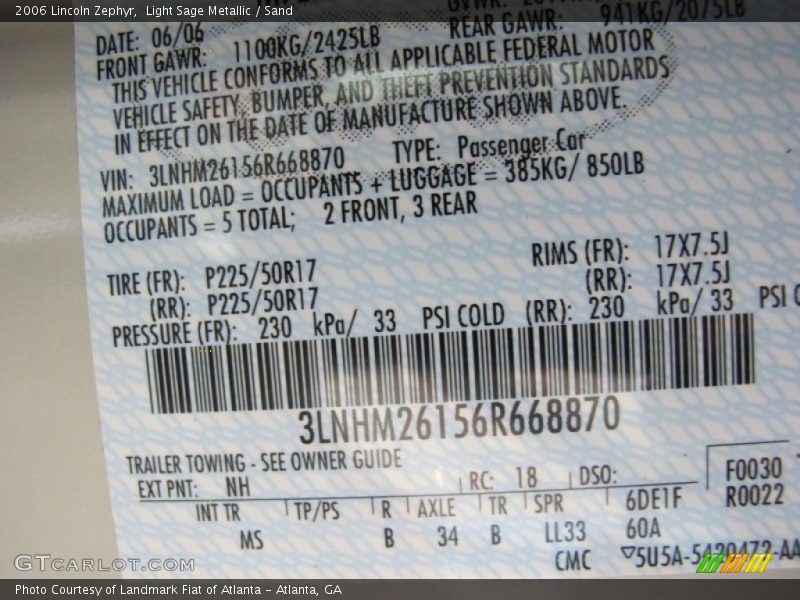 2006 Lincoln Zephyr, Light Sage Metallic / Sand
DATE: 06/06 REAR GAWR: 941KG/2075LB
FRONT GAWR: 1100KG/2425LB
THIS VEHICLE CONFORMS TO ALL APPLICABLE FEDERAL MOTOR
VEHICLE SAFETY, BUMPER, AND THEFT PREVENTION STANDARDS
IN EFFECT ON THE DATE OF MANUFACTURE SHOWN ABOVE.
VIN: 3LNHM26156R668870 TYPE: Passenger Car
MAXIMUM LOAD = OCCUPANTS + LUGGAGE = 385KG/ 850LB
OCCUPANTS = 5 TOTAL; 2 FRONT, 3 REAR
TIRE (FR): P225/50R17 RIMS (FR): 17X7.5J
(RR): P225/50R17 (RR): 17X7.5J
PRESSURE (FR): 230 kPa/ 33 PSI COLD (RR): 230 kPa/ 33 PSI
3LNHM26156R668870
TRAILER TOWING - SEE OWNER GUIDE
EXT PNT: NH RC: 18 DSO: F0030
INT TR TP/PS R AXLE TR SPR 6DE1F R0022
MS B 34 B LL33 60A
CMC 5U5A-5420472-AA
GTcarlot.com
Photo Courtesy of Landmark Fiat of Atlanta – Atlanta, GA